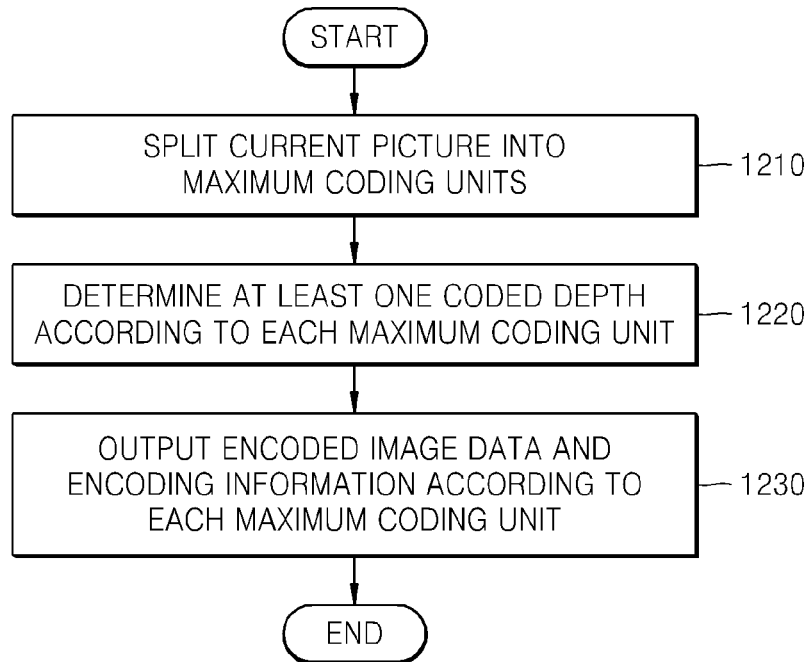 START
SPLIT CURRENT PICTURE INTO
MAXIMUM CODING UNITS
1210
DETERMINE AT LEAST ONE CODED DEPTH
ACCORDING TO EACH MAXIMUM CODING UNIT
1220
OUTPUT ENCODED IMAGE DATA AND
ENCODING INFORMATION ACCORDING TO
EACH MAXIMUM CODING UNIT
1230
END